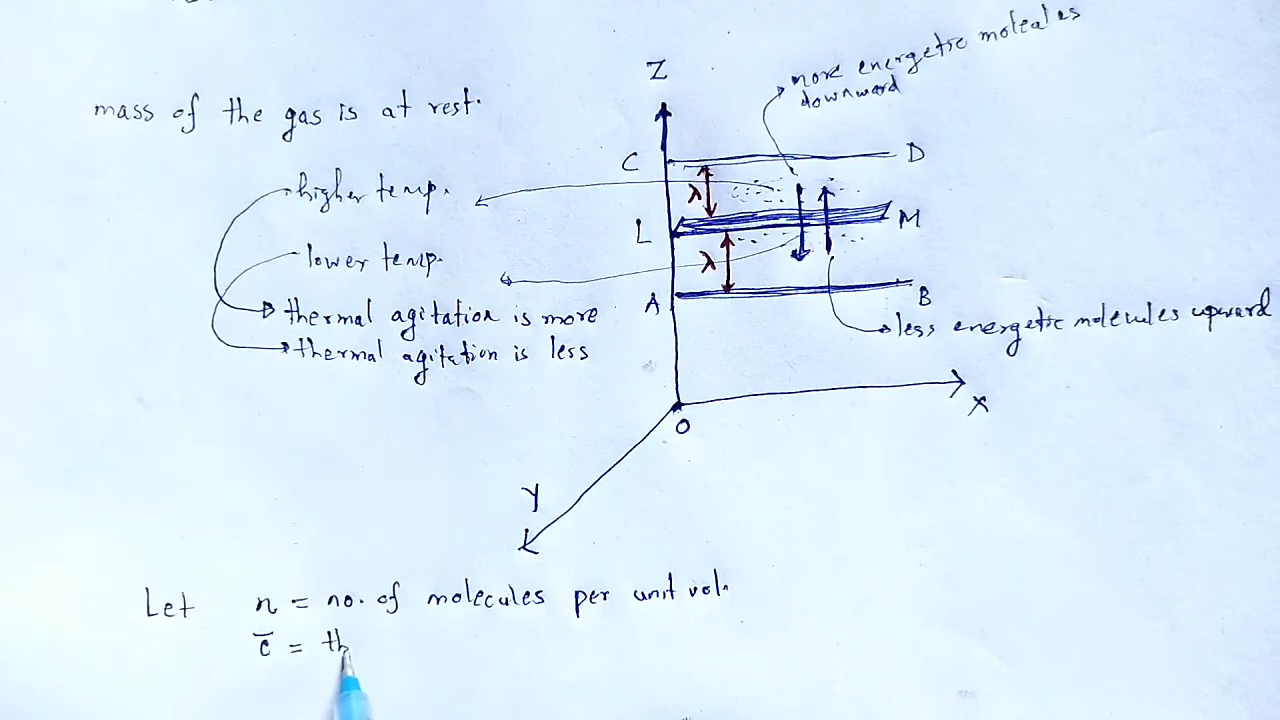 mass of the gas is at rest.
higher temp.
lower temp.
thermal agitation is more
thermal agitation is less
Z
more energetic molecules
downward
C
D
λ
L
M
λ
A
B
less energetic molecules upward
X
O
Y
Let n = no. of molecules per unit vol.
c̄ = th